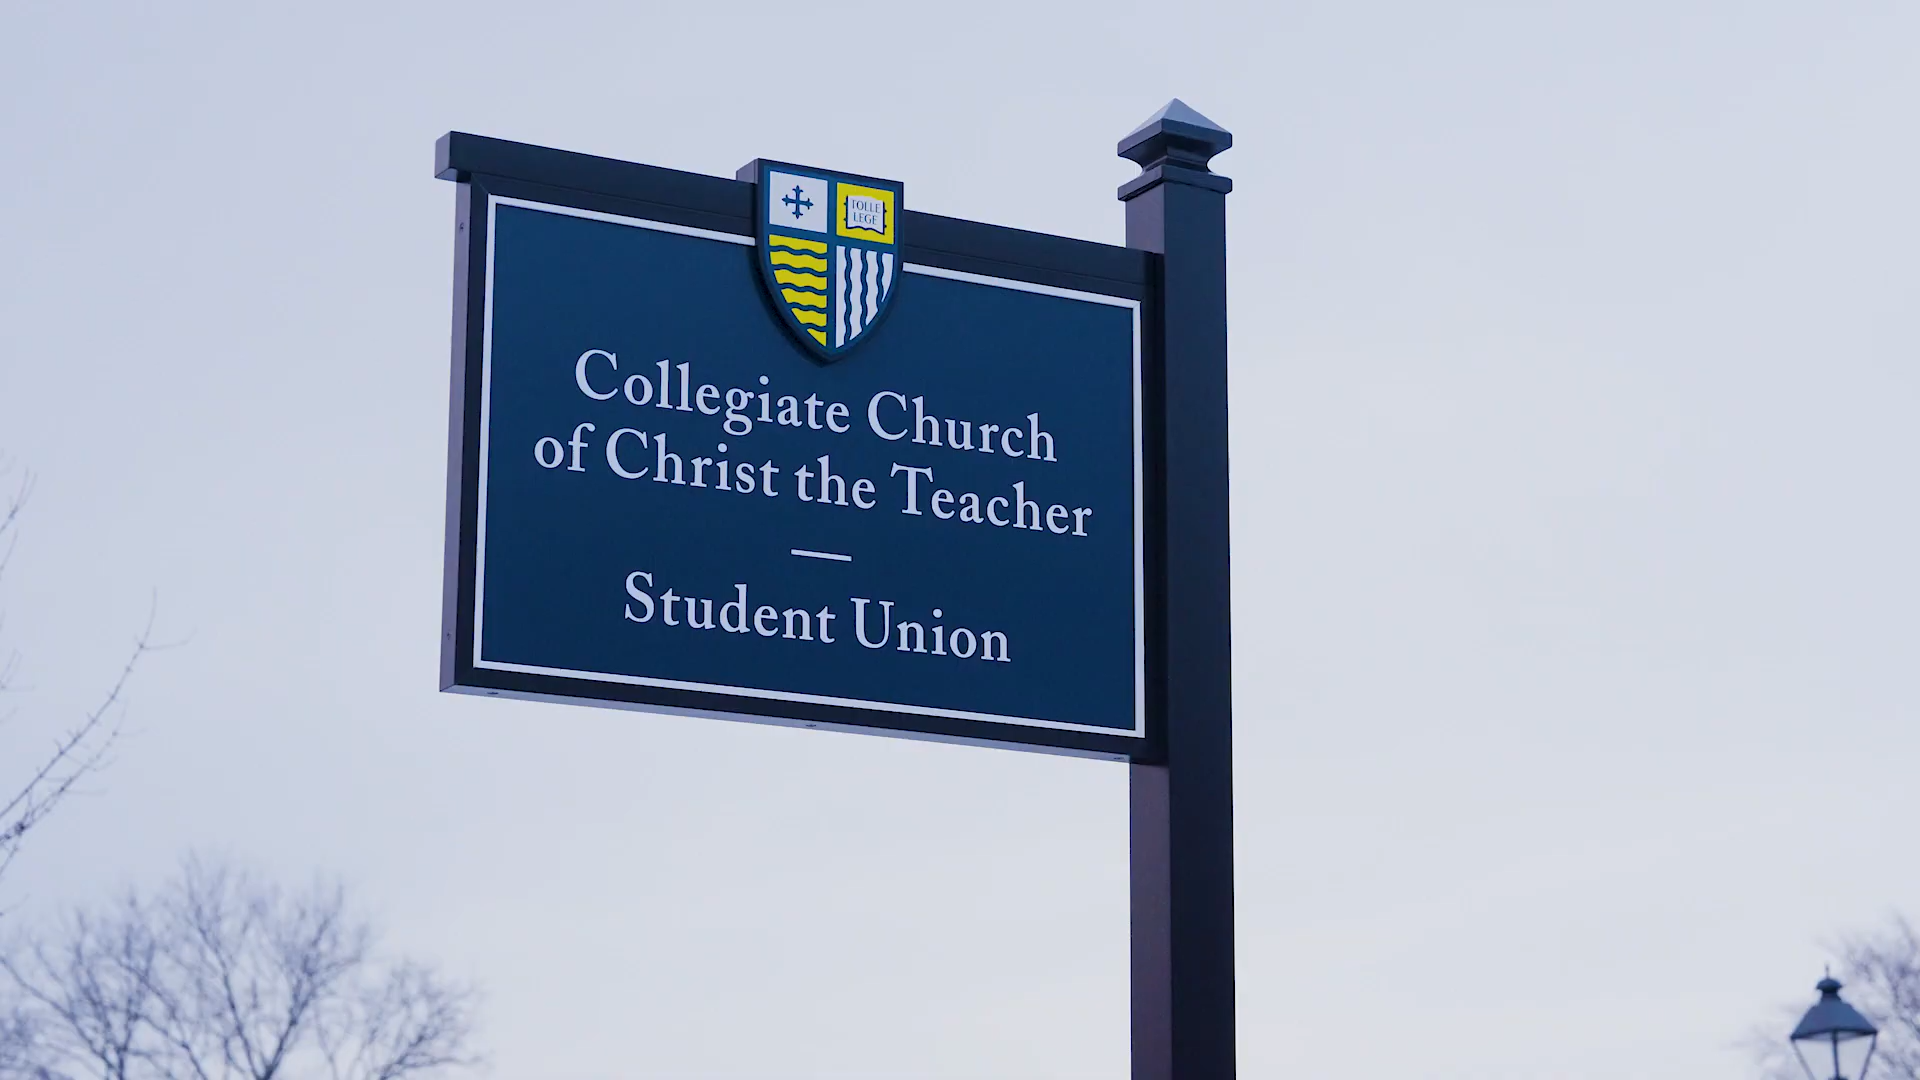 TOLLE
LEGE
Collegiate Church
of Christ the Teacher
Student Union